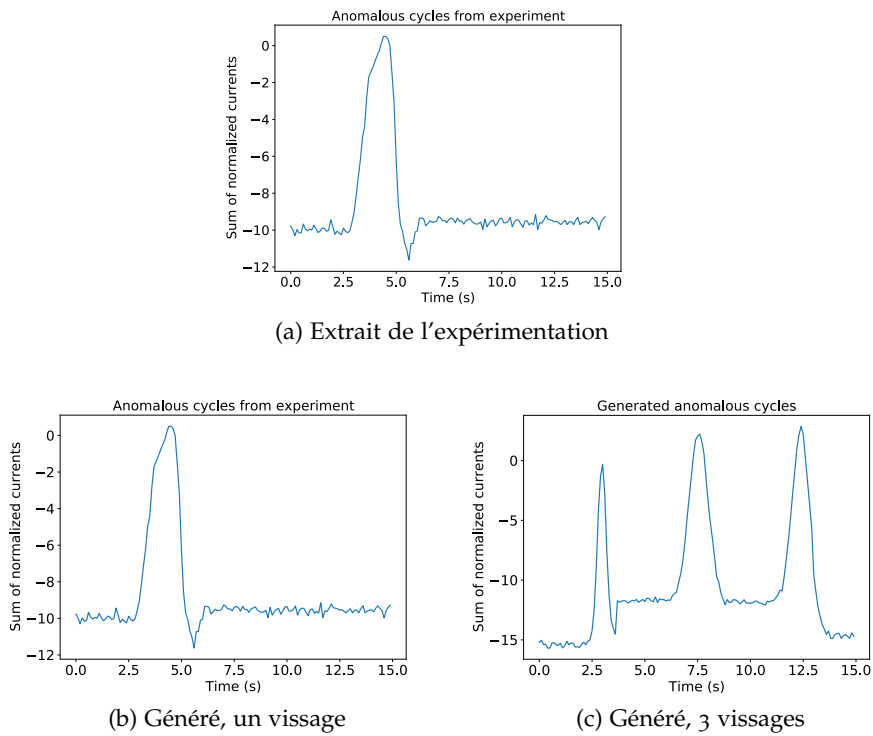 Anomalous cycles from experiment
Sum of normalized currents
0
−2
−4
−6
−8
−10
−12
0.0 2.5 5.0 7.5 10.0 12.5 15.0
Time (s)
(a) Extrait de l'expérimentation
Anomalous cycles from experiment
Sum of normalized currents
0
−2
−4
−6
−8
−10
−12
0.0 2.5 5.0 7.5 10.0 12.5 15.0
Time (s)
(b) Généré, un vissage
Generated anomalous cycles
Sum of normalized currents
0
−5
−10
−15
0.0 2.5 5.0 7.5 10.0 12.5 15.0
Time (s)
(c) Généré, 3 vissages